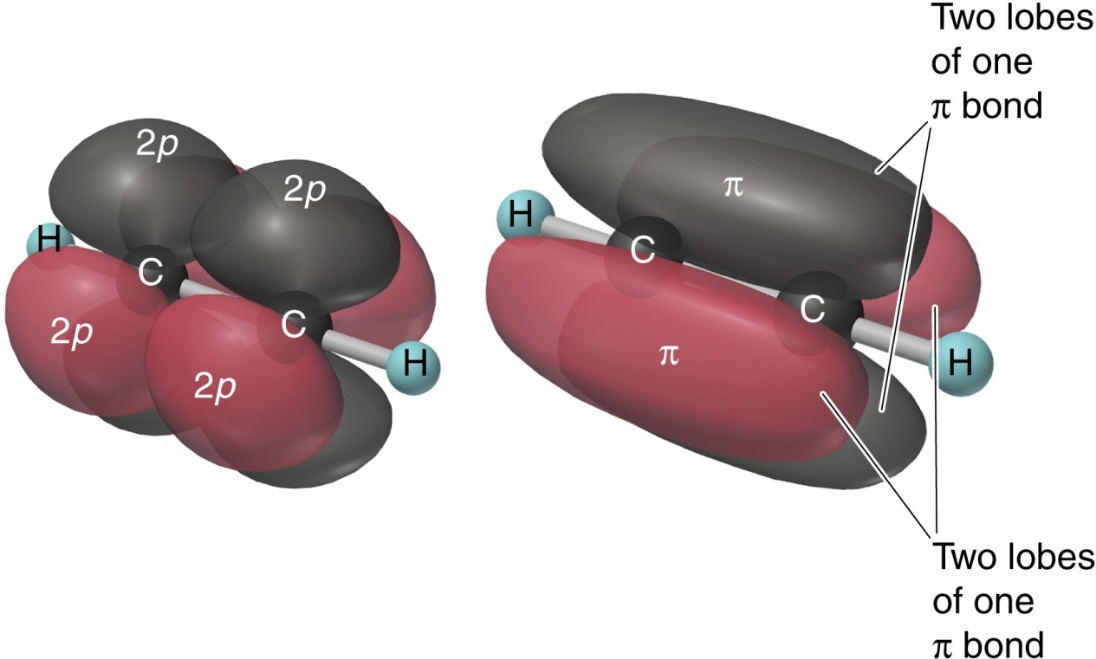 Two lobes
of one
π bond
2p
2p
H
C
2p
C
2p
H
π
H
C
C
π
H
Two lobes
of one
π bond